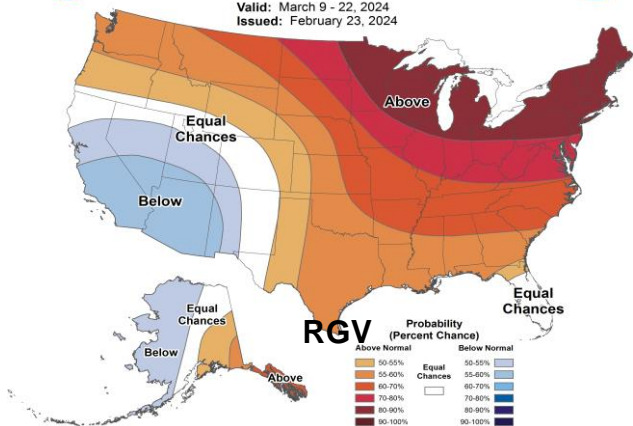 Valid: March 9 - 22, 2024
Issued: February 23, 2024
Above
Equal
Chances
Below
Equal
Chances
Equal
Chances
Below
Above
RGV
Probability
(Percent Chance)
Above Normal
Below Normal
50-55%
55-60%
60-70%
70-80%
80-90%
90-100%
Equal
Chances
50-55%
55-60%
60-70%
70-80%
80-90%
90-100%